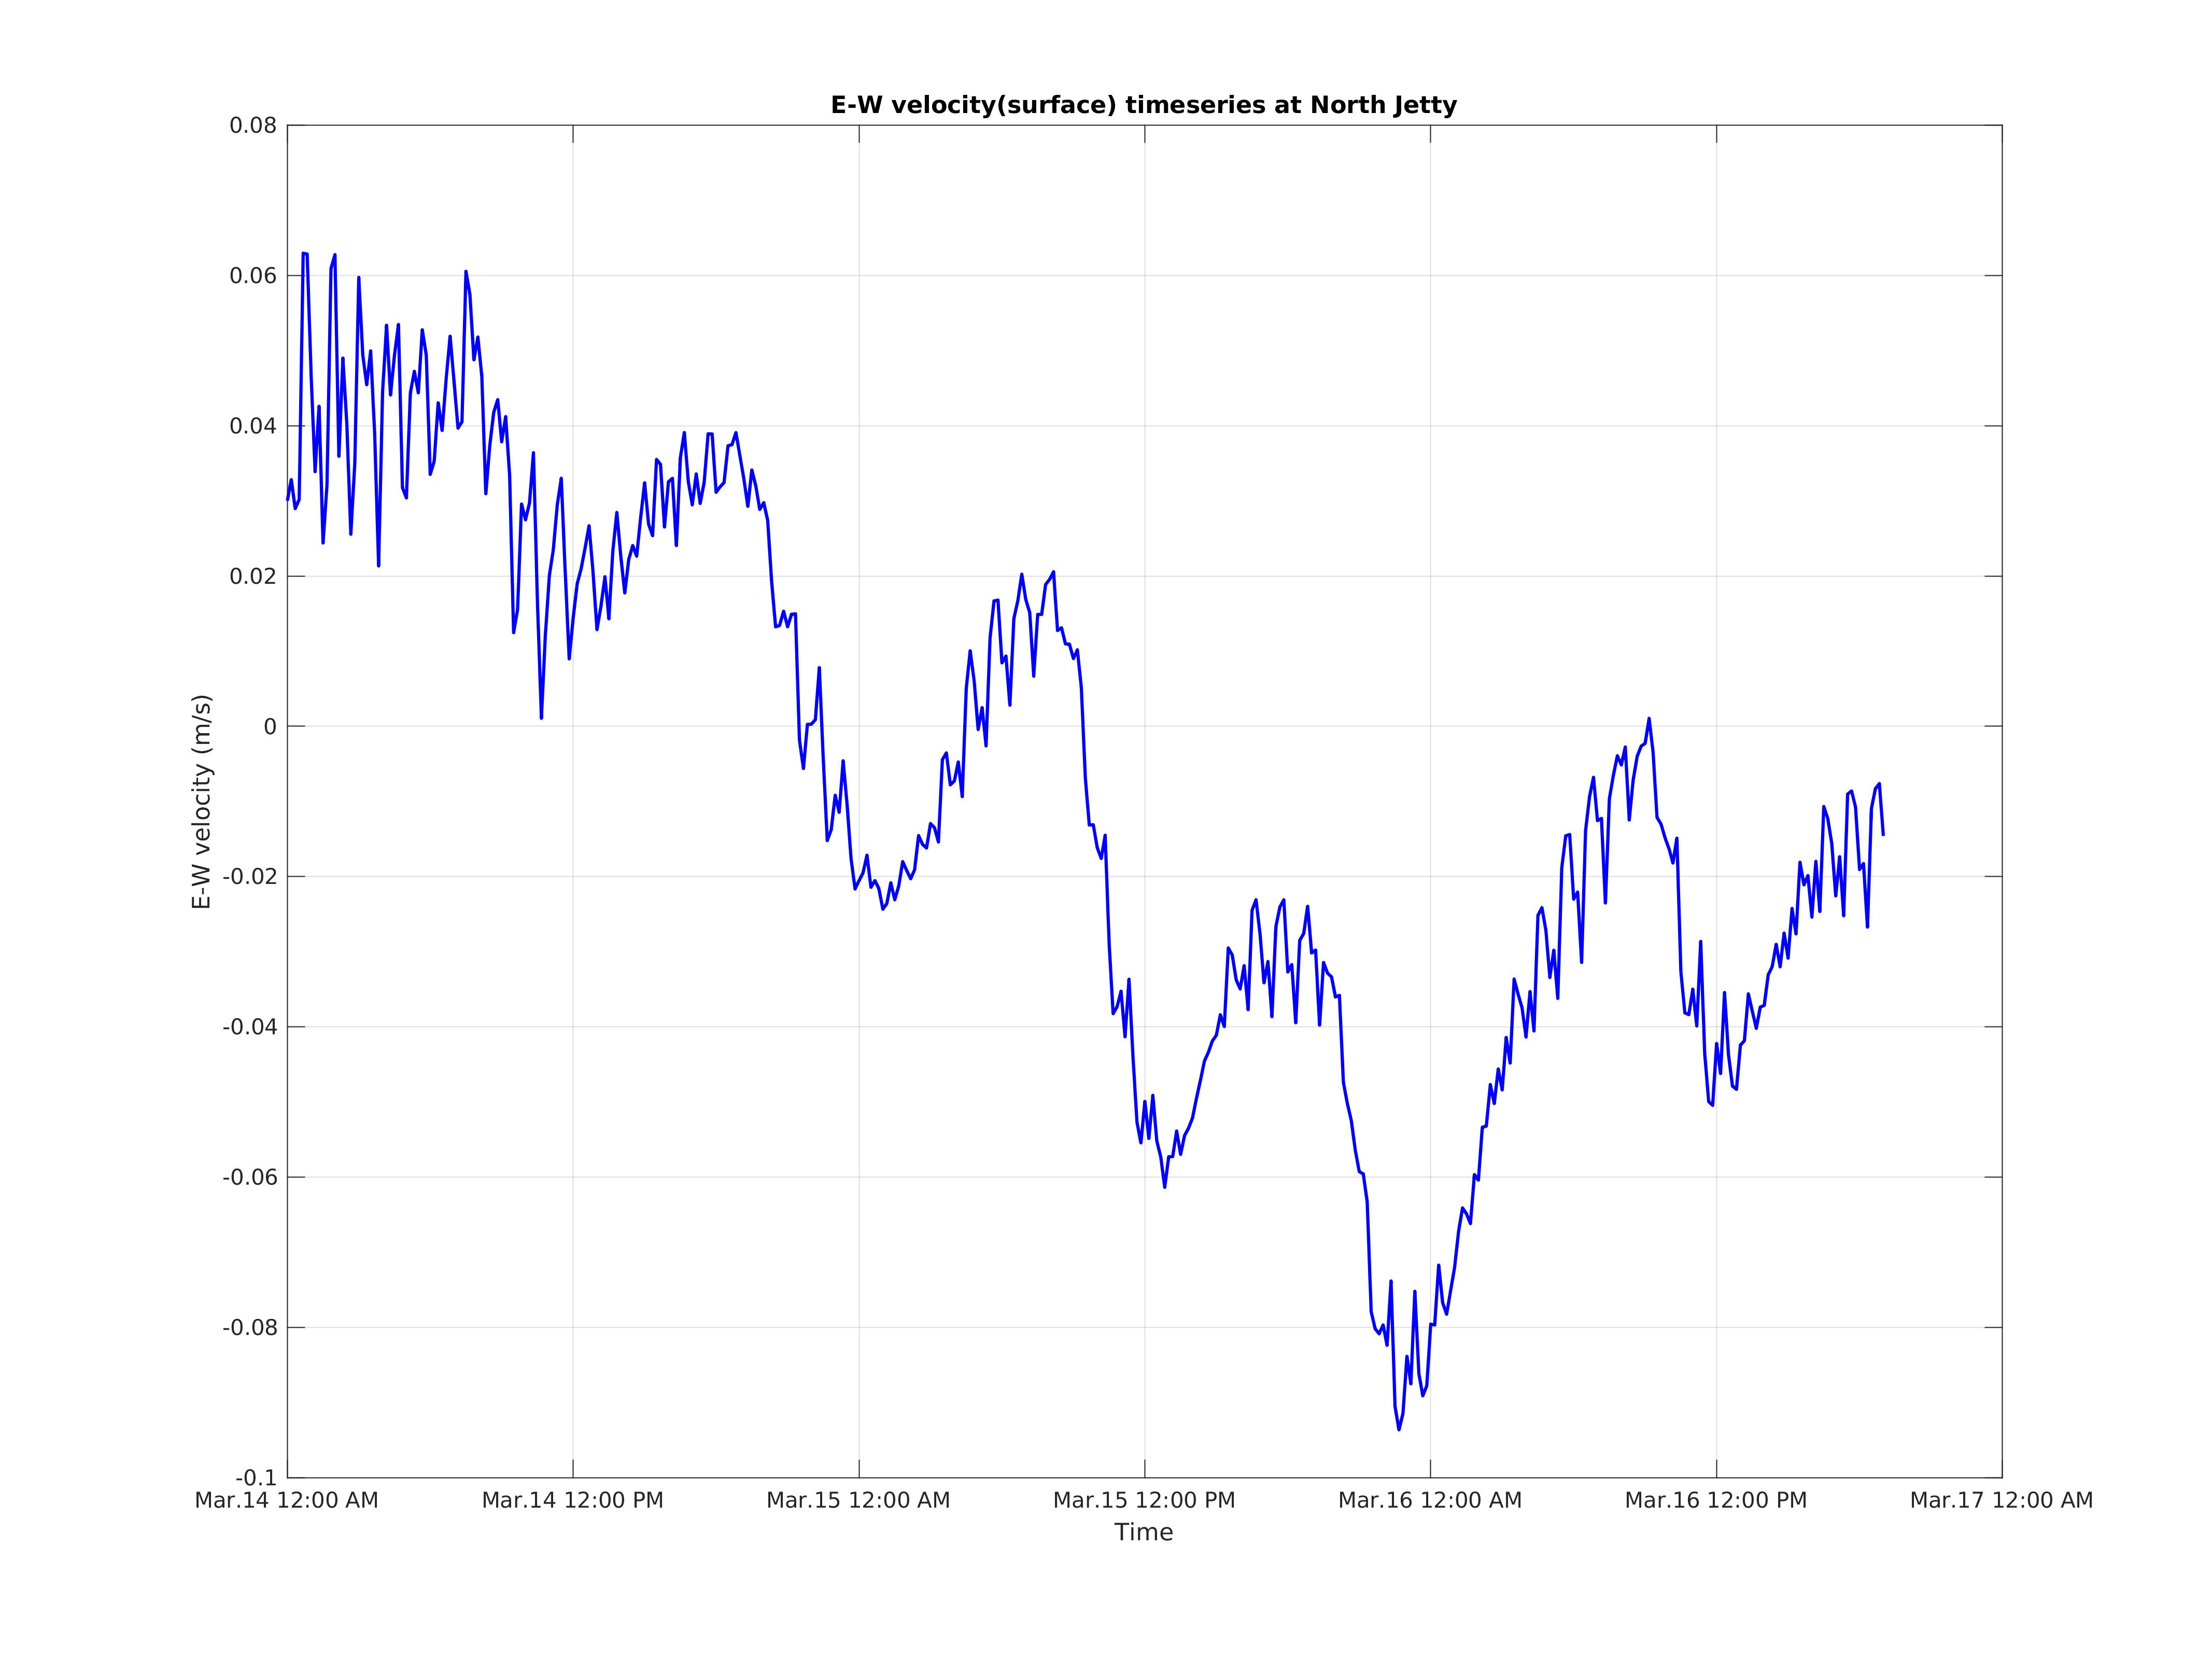 E-W velocity(surface) timeseries at North Jetty
0.08
0.06
0.04
0.02
0
-0.02
-0.04
-0.06
-0.08
-0.1
E-W velocity (m/s)
Mar.14 12:00 AM
Mar.14 12:00 PM
Mar.15 12:00 AM
Mar.15 12:00 PM
Mar.16 12:00 AM
Mar.16 12:00 PM
Mar.17 12:00 AM
Time